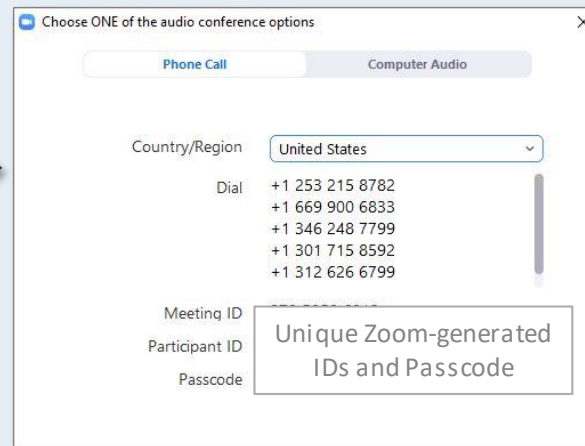 Choose ONE of the audio conference options
Phone Call
Computer Audio
Country/Region
United States
Dial
+1 253 215 8782
+1 669 900 6833
+1 346 248 7799
+1 301 715 8592
+1 312 626 6799
Meeting ID
Participant ID
Passcode
Unique Zoom-generated
IDs and Passcode